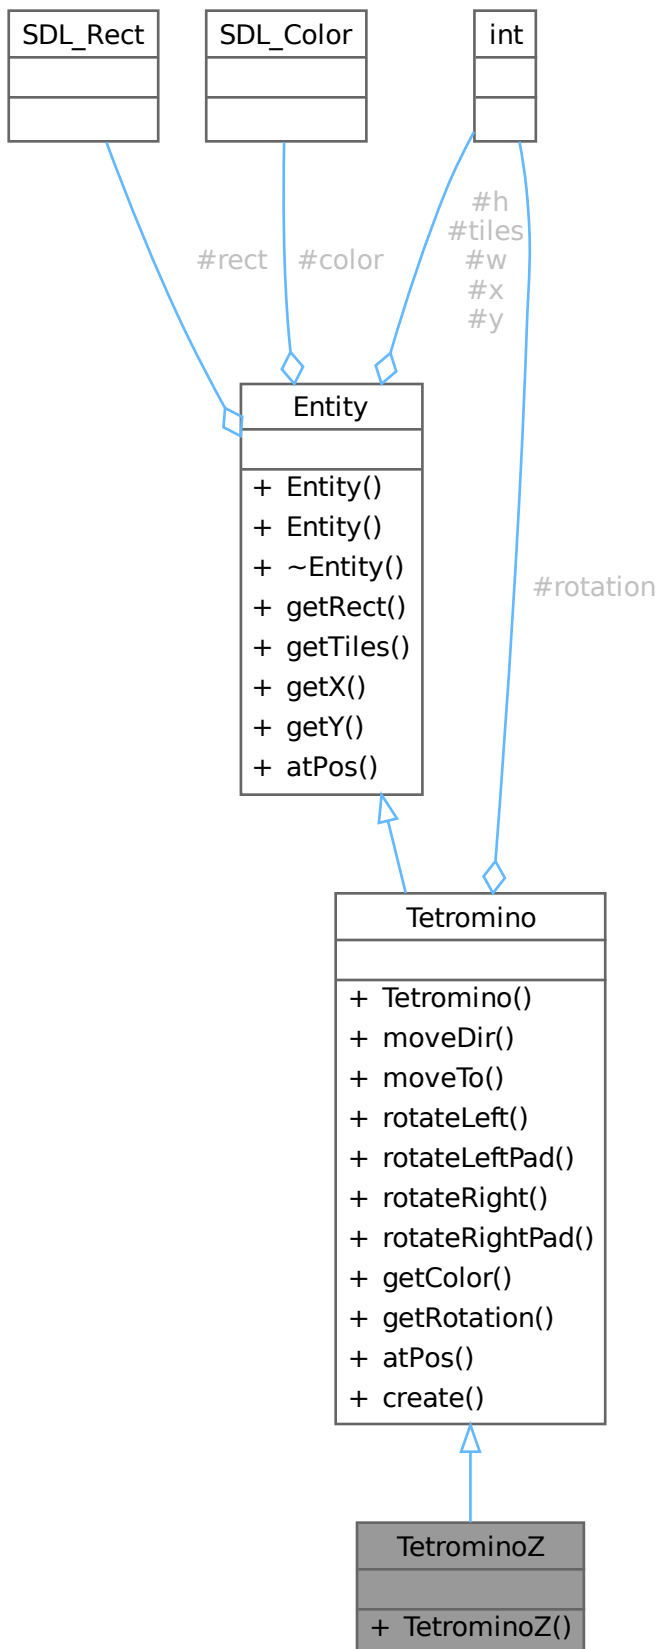 SDL_Rect
SDL_Color
int
#rect
#color
#h
#tiles
#w
#x
#y
Entity
+ Entity()
+ Entity()
+ ~Entity()
+ getRect()
+ getTiles()
+ getX()
+ getY()
+ atPos()
#rotation
Tetromino
+ Tetromino()
+ moveDir()
+ moveTo()
+ rotateLeft()
+ rotateLeftPad()
+ rotateRight()
+ rotateRightPad()
+ getColor()
+ getRotation()
+ atPos()
+ create()
TetrominoZ
+ TetrominoZ()